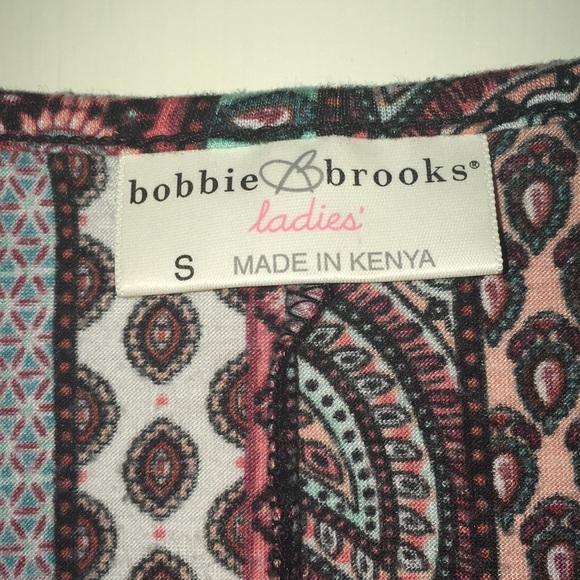 bobbie B brooks®
ladies'
S MADE IN KENYA